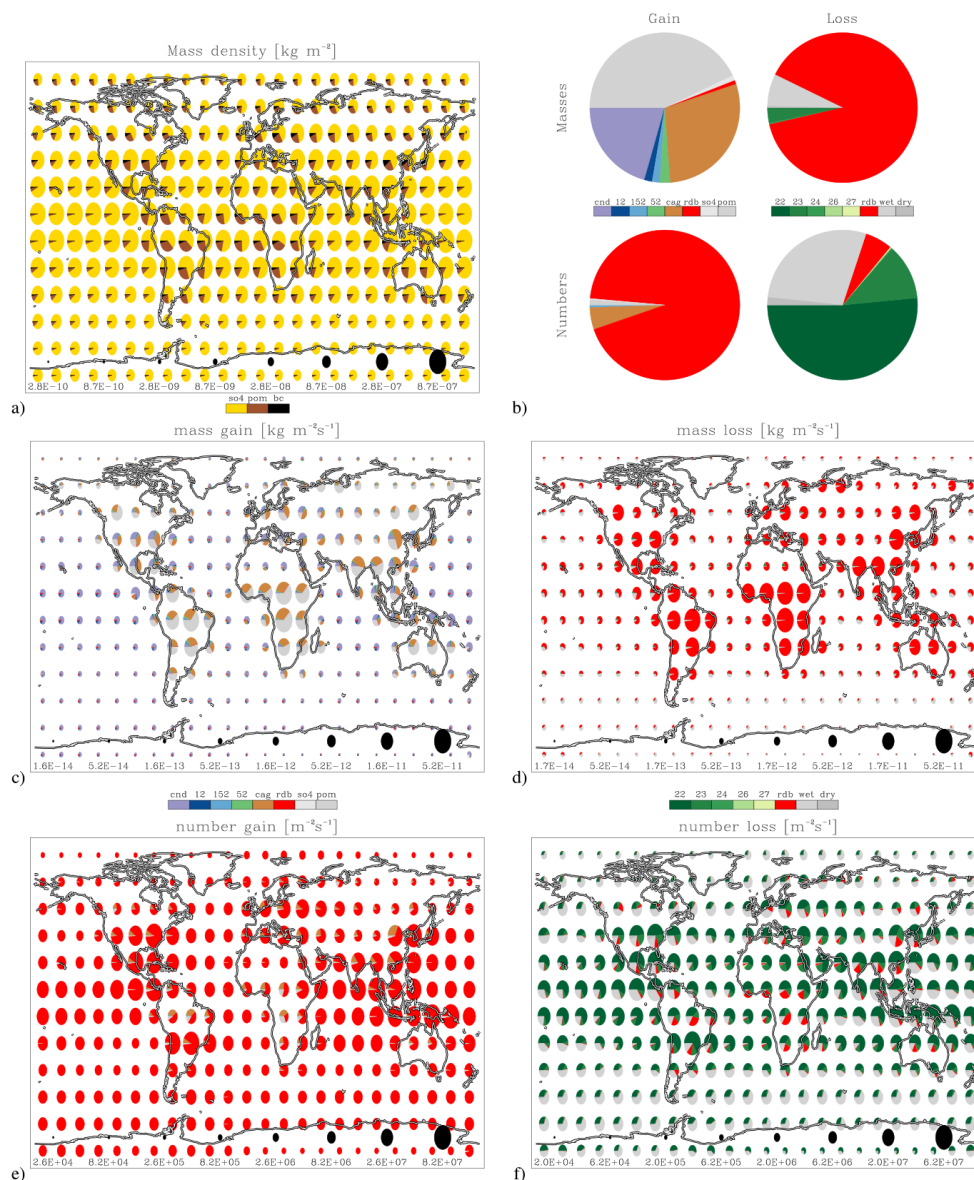 Mass density [kg m⁻²]
2.8E-10 8.7E-10 2.8E-09 8.7E-09 2.8E-08 8.7E-08 2.8E-07 8.7E-07
a)
so4 pom bc
Gain Loss
Masses
cnd 12 152 52 cag rdb so4 pom
22 23 24 26 27 rdb wet dry
Numbers
b)
mass gain [kg m⁻²s⁻¹]
1.6E-14 5.2E-14 1.6E-13 5.2E-13 1.6E-12 5.2E-12 1.6E-11 5.2E-11
c)
mass loss [kg m⁻²s⁻¹]
1.7E-14 5.2E-14 1.7E-13 5.2E-13 1.7E-12 5.2E-12 1.7E-11 5.2E-11
d)
cnd 12 152 52 cag rdb so4 pom
22 23 24 26 27 rdb wet dry
number gain [m⁻²s⁻¹]
2.6E+04 8.2E+04 2.6E+05 8.2E+05 2.6E+06 8.2E+06 2.6E+07 8.2E+07
e)
number loss [m⁻²s⁻¹]
2.0E+04 6.2E+04 2.0E+05 6.2E+05 2.0E+06 6.2E+06 2.0E+07 6.2E+07
f)